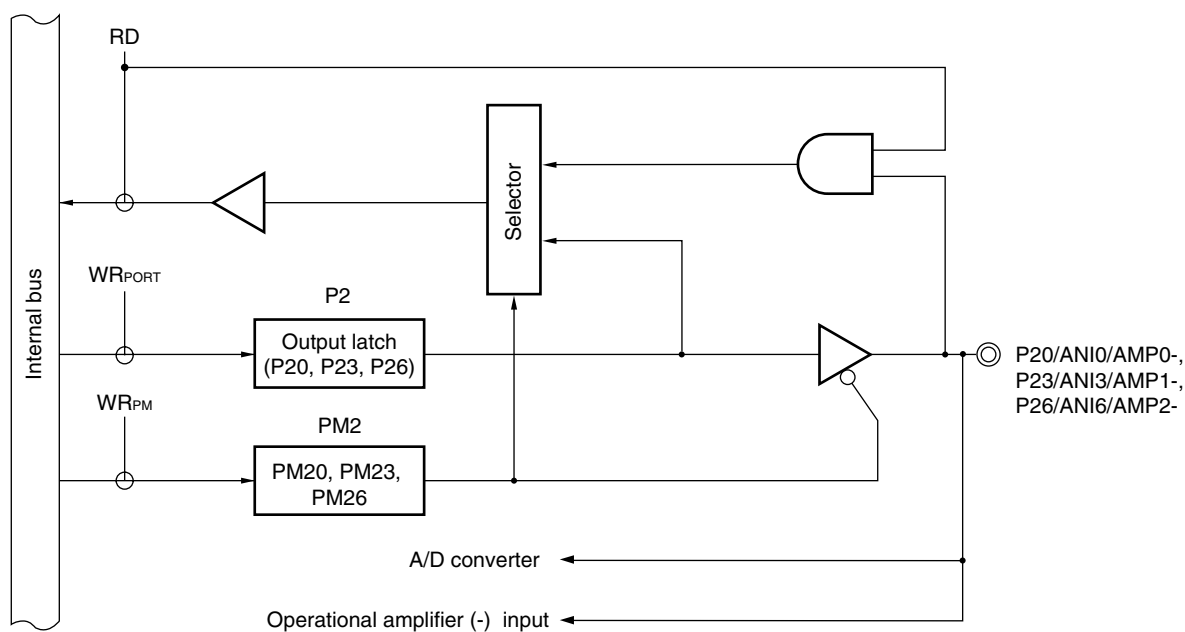 RD
Selector
Internal bus
WRPORT
P2
Output latch
(P20, P23, P26)
P20/ANI0/AMP0-,
P23/ANI3/AMP1-,
P26/ANI6/AMP2-
WRPM
PM2
PM20, PM23,
PM26
A/D converter
Operational amplifier (-) input